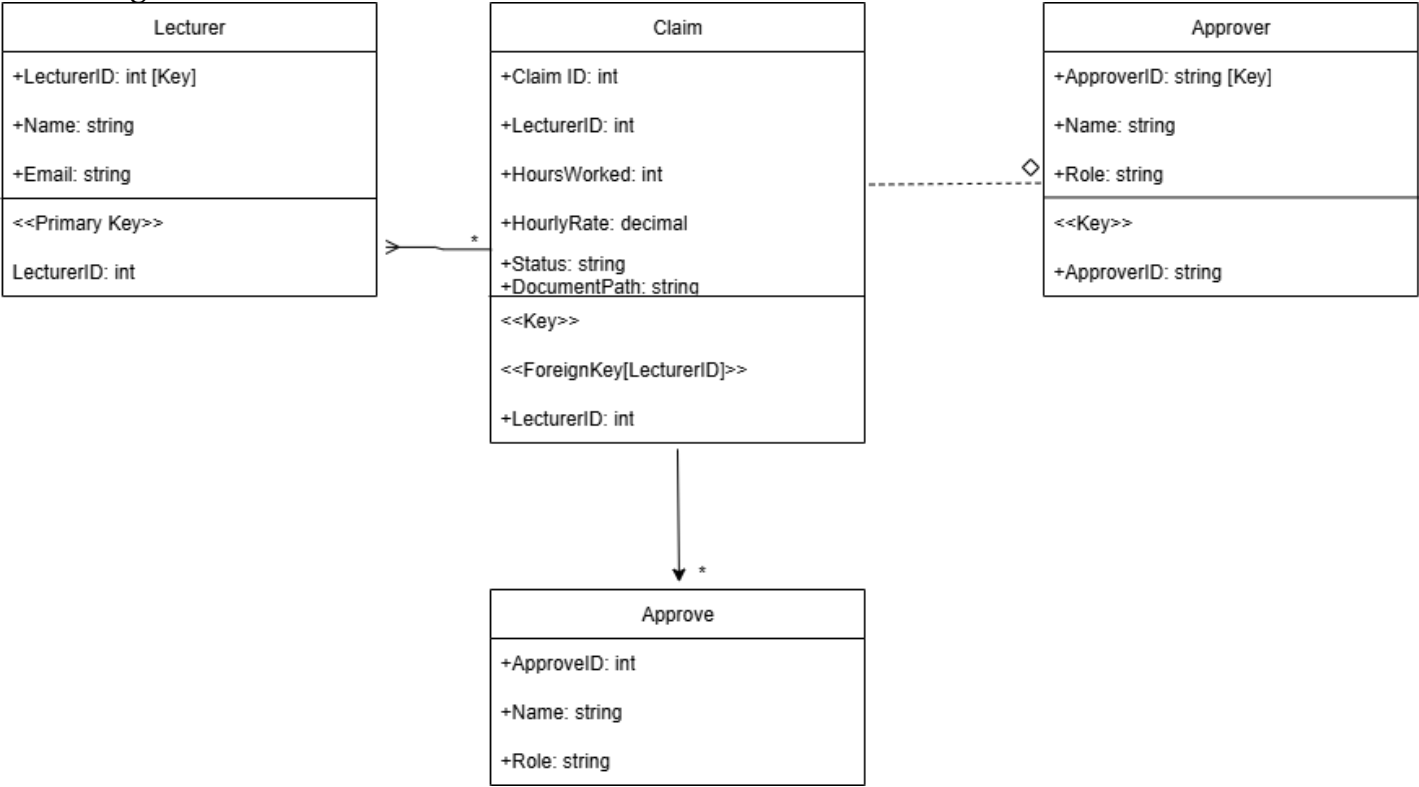 Lecturer
+LecturerID: int [Key]
+Name: string
+Email: string
<<Primary Key>>
LecturerID: int
*
Claim
+Claim ID: int
+LecturerID: int
+HoursWorked: int
+HourlyRate: decimal
+Status: string
+DocumentPath: string
<<Key>>
<<ForeignKey[LecturerID]>>
+LecturerID: int
Approver
+ApproverID: string [Key]
+Name: string
+Role: string
<<Key>>
+ApproverID: string
*
Approve
+ApproveID: int
+Name: string
+Role: string